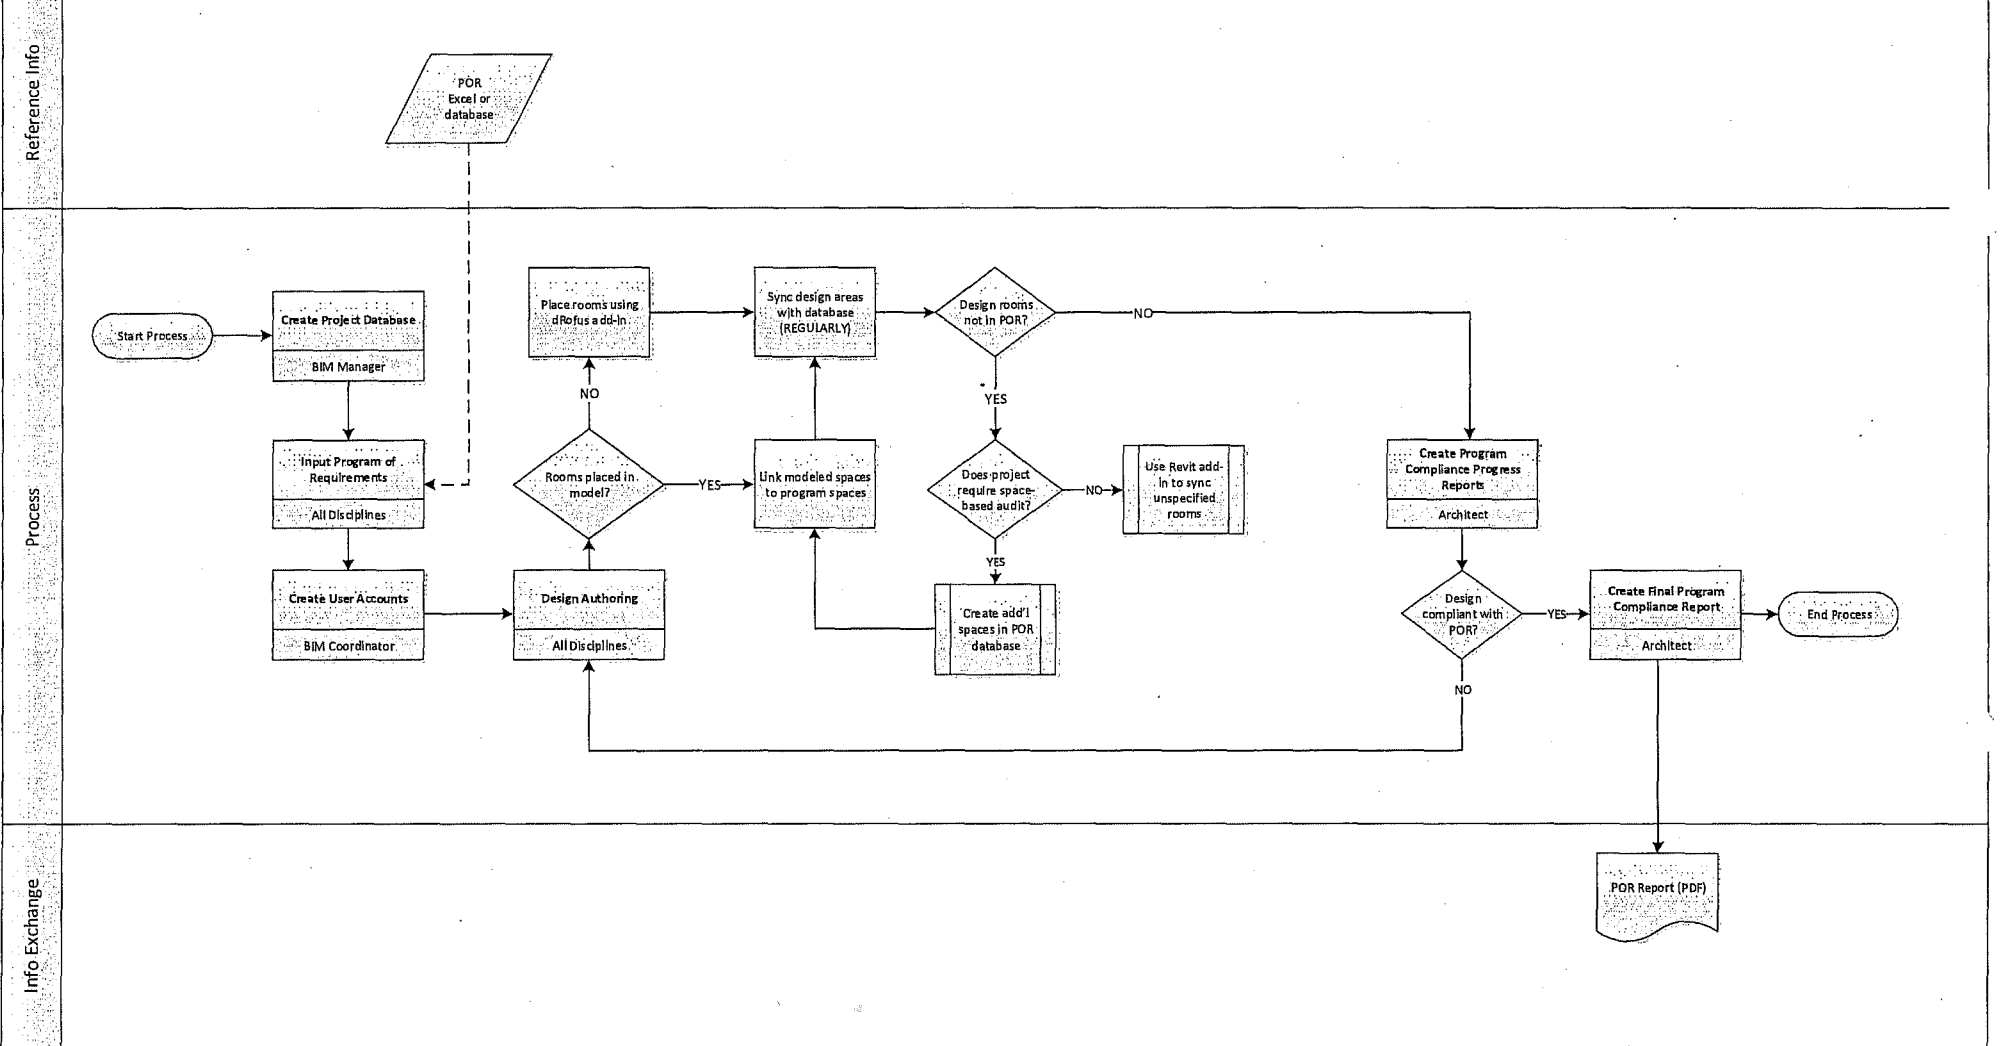 Reference Info
POR
Excel or
database
Process
Start Process
Create Project Database
BIM Manager
Input Program of
Requirements
All Disciplines
Create User Accounts
BIM Coordinator
Place rooms using
dRofus add-in
NO
Rooms placed in
model?
YES
Design Authoring
All Disciplines
Sync design areas
with database
(REGULARLY)
Link modeled spaces
to program spaces
Design rooms
not in POR?
NO
YES
Does project
require space-
based audit?
NO
Use Revit add-
in to sync
unspecified
rooms
YES
Create add'l
spaces in POR
database
Create Program
Compliance Progress
Reports
Architect
Design
compliant with
POR?
YES
NO
Create Final Program
Compliance Report
Architect
End Process
Info Exchange
POR Report (PDF)